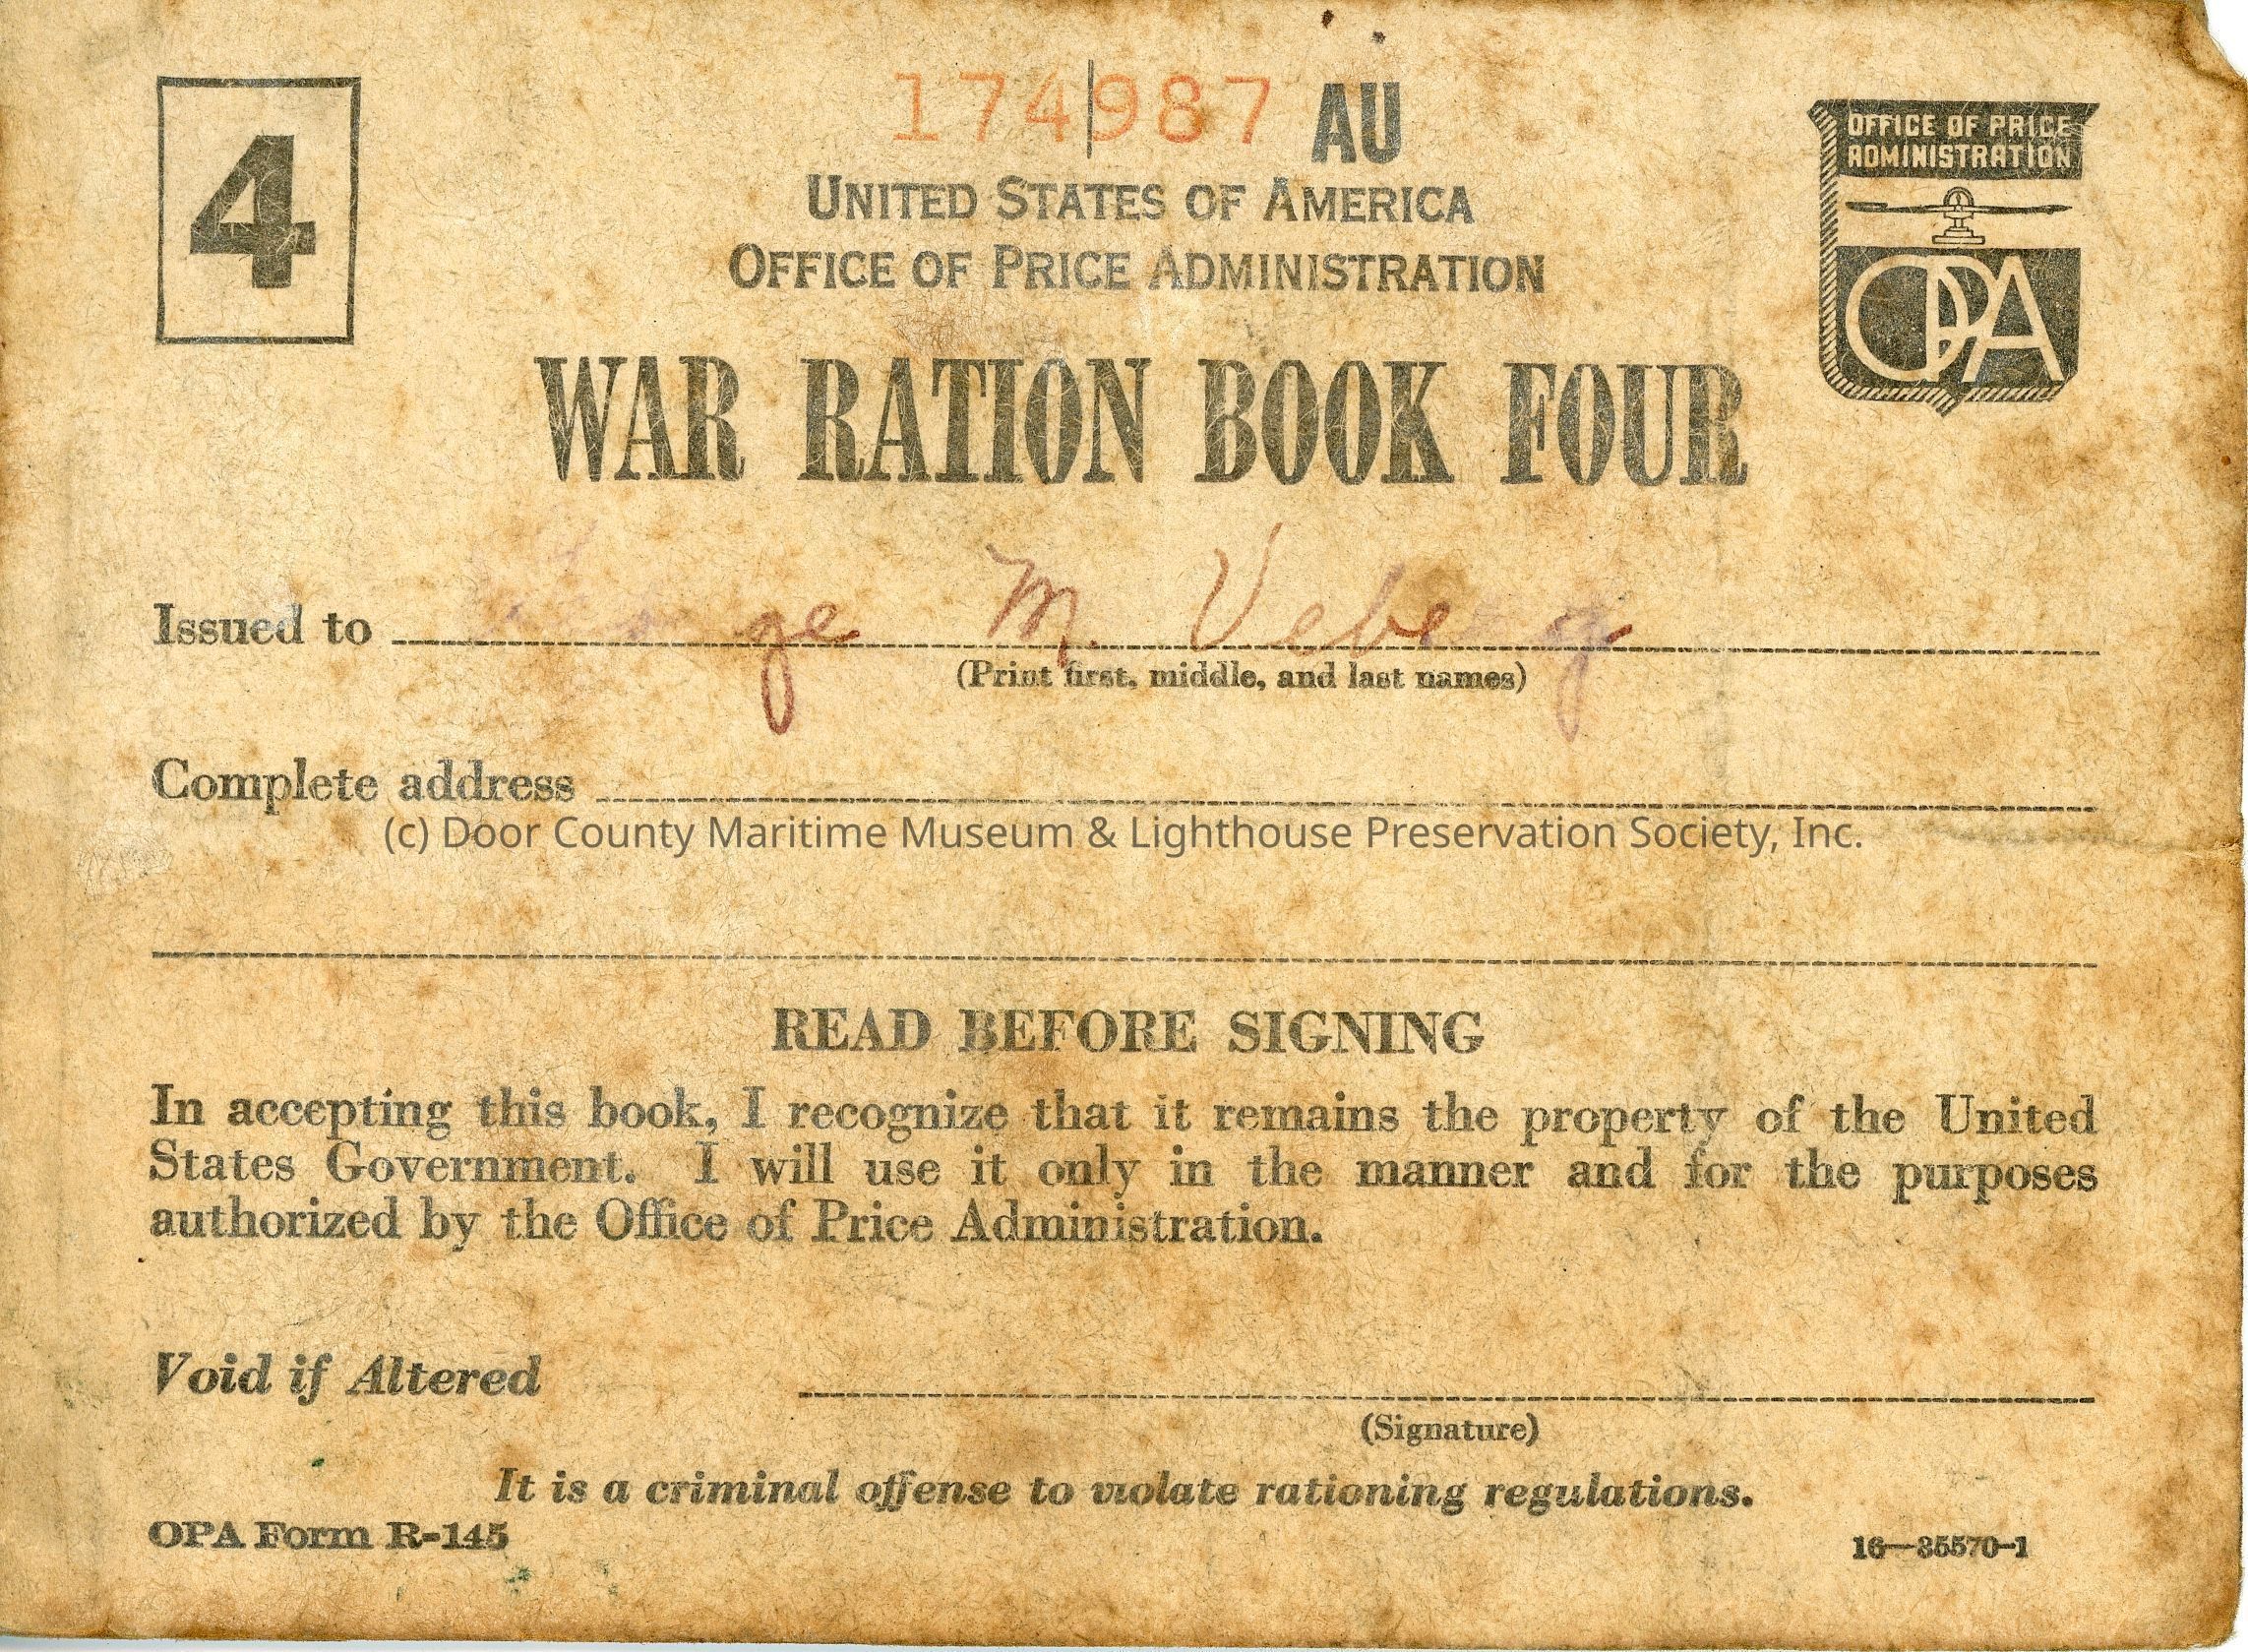 4
174987 AU
OFFICE OF PRICE
ADMINISTRATION
OPA
UNITED STATES OF AMERICA
OFFICE OF PRICE ADMINISTRATION
WAR RATION BOOK FOUR
Issued to George M.
(Print first, middle, and last names)
Complete address
(c) Door County Maritime Museum & Lighthouse Preservation Society, Inc.
READ BEFORE SIGNING
In accepting this book, I recognize that it remains the property of the United
States Government. I will use it only in the manner and for the purposes
authorized by the Office of Price Administration.
Void if Altered
(Signature)
It is a criminal offense to violate rationing regulations.
OPA Form R-145
16—35570-1